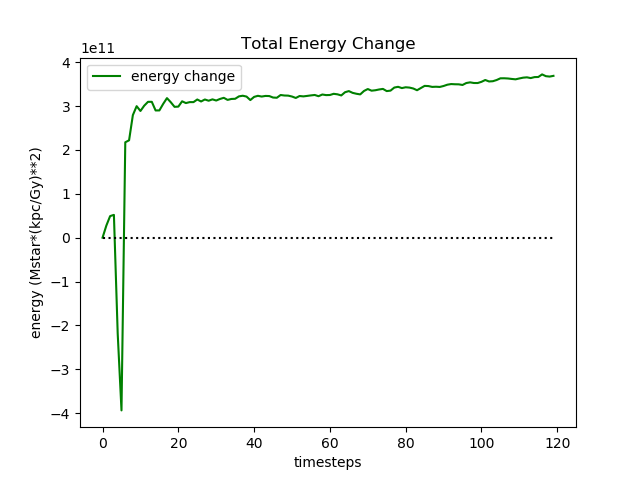 Total Energy Change
1e11
energy change
4
3
2
1
0
−1
−2
−3
−4
energy (Mstar*(kpc/Gy)**2)
0 20 40 60 80 100 120
timesteps